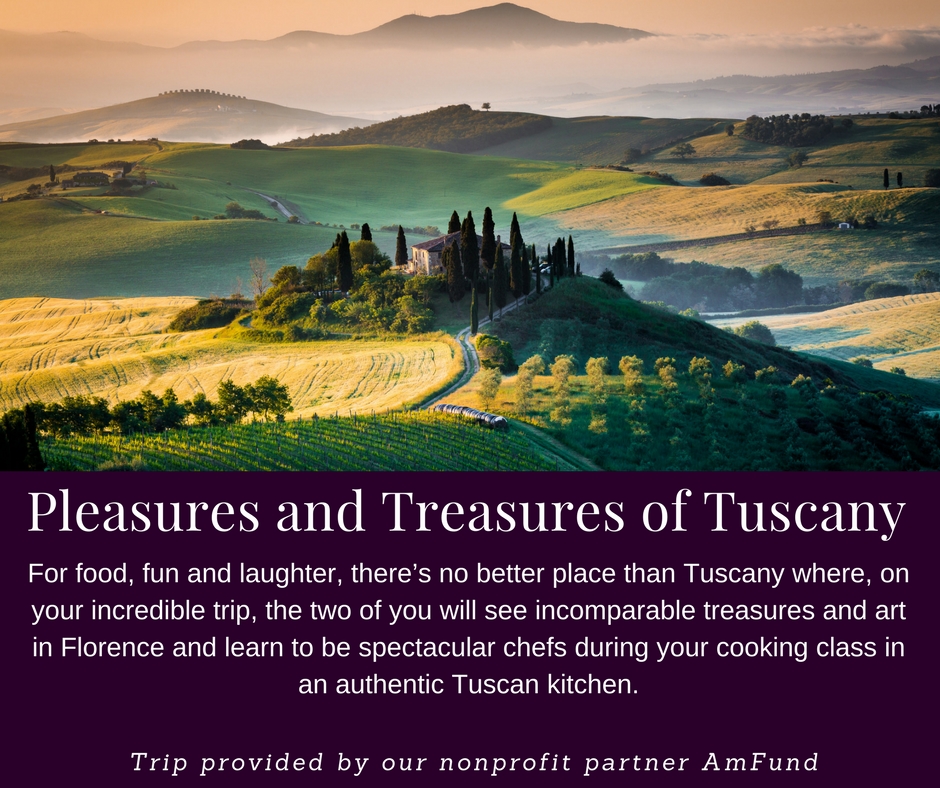 Pleasures and Treasures of Tuscany
For food, fun and laughter, there’s no better place than Tuscany where, on
your incredible trip, the two of you will see incomparable treasures and art
in Florence and learn to be spectacular chefs during your cooking class in
an authentic Tuscan kitchen.
Trip provided by our nonprofit partner AmFund